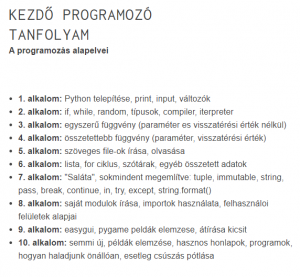 KEZDŐ PROGRAMOZÓ
TANFOLYAM
A programozás alapelvei
1. alkalom: Python telepítése, print, input, változók
2. alkalom: if, while, random, típusok, compiler, iterpreter
3. alkalom: egyszerű függvény (paraméter es visszatérési érték nélkül)
4. alkalom: összetettebb függvény (paraméter, visszatérési érték)
5. alkalom: szöveges file-ok írása, olvasása
6. alkalom: lista, for ciklus, szótárak, egyéb összetett adatok
7. alkalom: "Saláta", sokmindent megemlítve: tuple, immutable, string,
pass, break, continue, in, try, except, string.format()
8. alkalom: saját modulok írása, importok használata, felhasználoi
felületek alapjai
9. alkalom: easygui, pygame peldák elemzese, átírása kicsit
10. alkalom: semmi új, példák elemzése, hasznos honlapok, programok,
hogyan haladjunk önállóan, esetleg csúszás pótlása